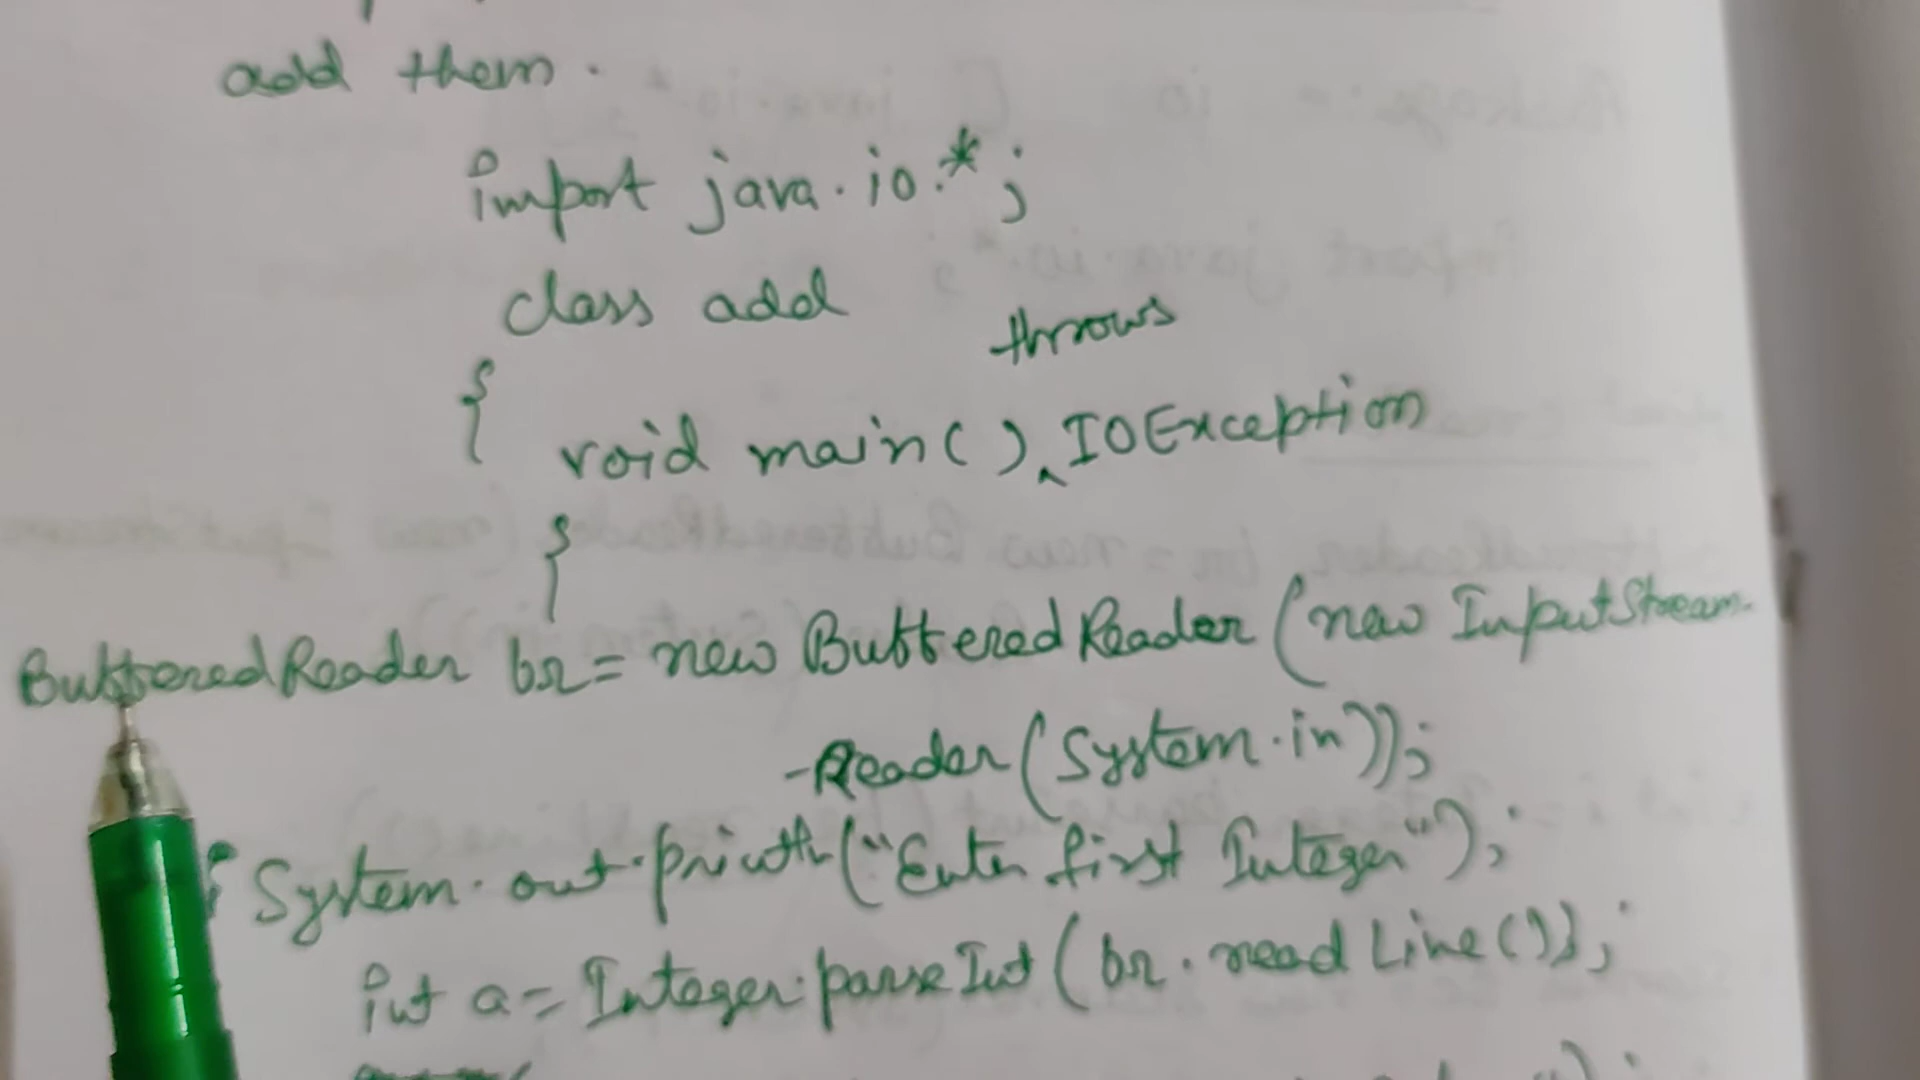 add them.
import java.io.*;
class add
throws
{ void main() ^ IOException
{
BufferedReader br = new BufferedReader (new InputStream-
-Reader (System.in));
System.out.println ("Enter first Integer");
int a = Integer.parseInt (br.readLine());